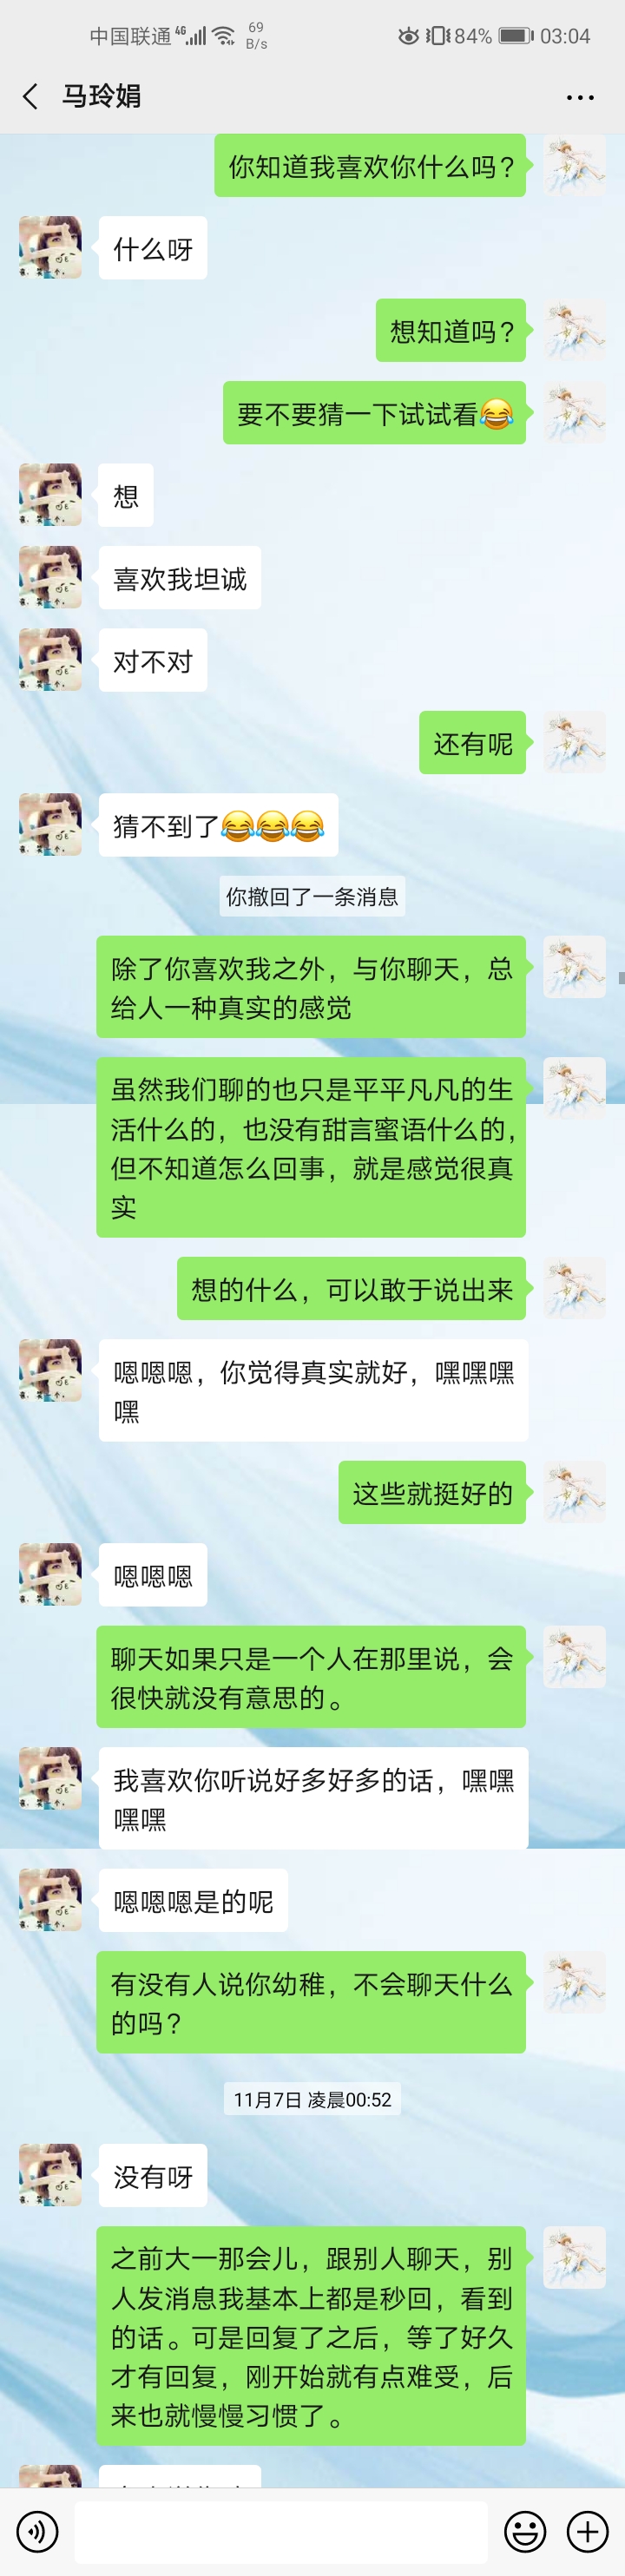 中国联通 4G 69 B/s 84% 03:04
马玲娟
你知道我喜欢你什么吗?
什么呀
想知道吗?
要不要猜一下试试看😂
想
喜欢我坦诚
对不对
还有呢
猜不到了😂😂😂
你撤回了一条消息
除了你喜欢我之外，与你聊天，总
给人一种真实的感觉
虽然我们聊的也只是平平凡凡的生
活什么的，也没有甜言蜜语什么的，
但不知道怎么回事，就是感觉很真
实
想的什么，可以敢于说出来
嗯嗯嗯，你觉得真实就好，嘿嘿嘿
嘿
这些就挺好的
嗯嗯嗯
聊天如果只是一个人在那里说，会
很快就没有意思的。
我喜欢你听说好多好多的话，嘿嘿
嘿嘿
嗯嗯嗯是的呢
有没有人说你幼稚，不会聊天什么
的吗?
11月7日 凌晨00:52
没有呀
之前大一那会儿，跟别人聊天，别
人发消息我基本上都是秒回，看到
的话。可是回复了之后，等了好久
才有回复，刚开始就有点难受，后
来也就慢慢习惯了。